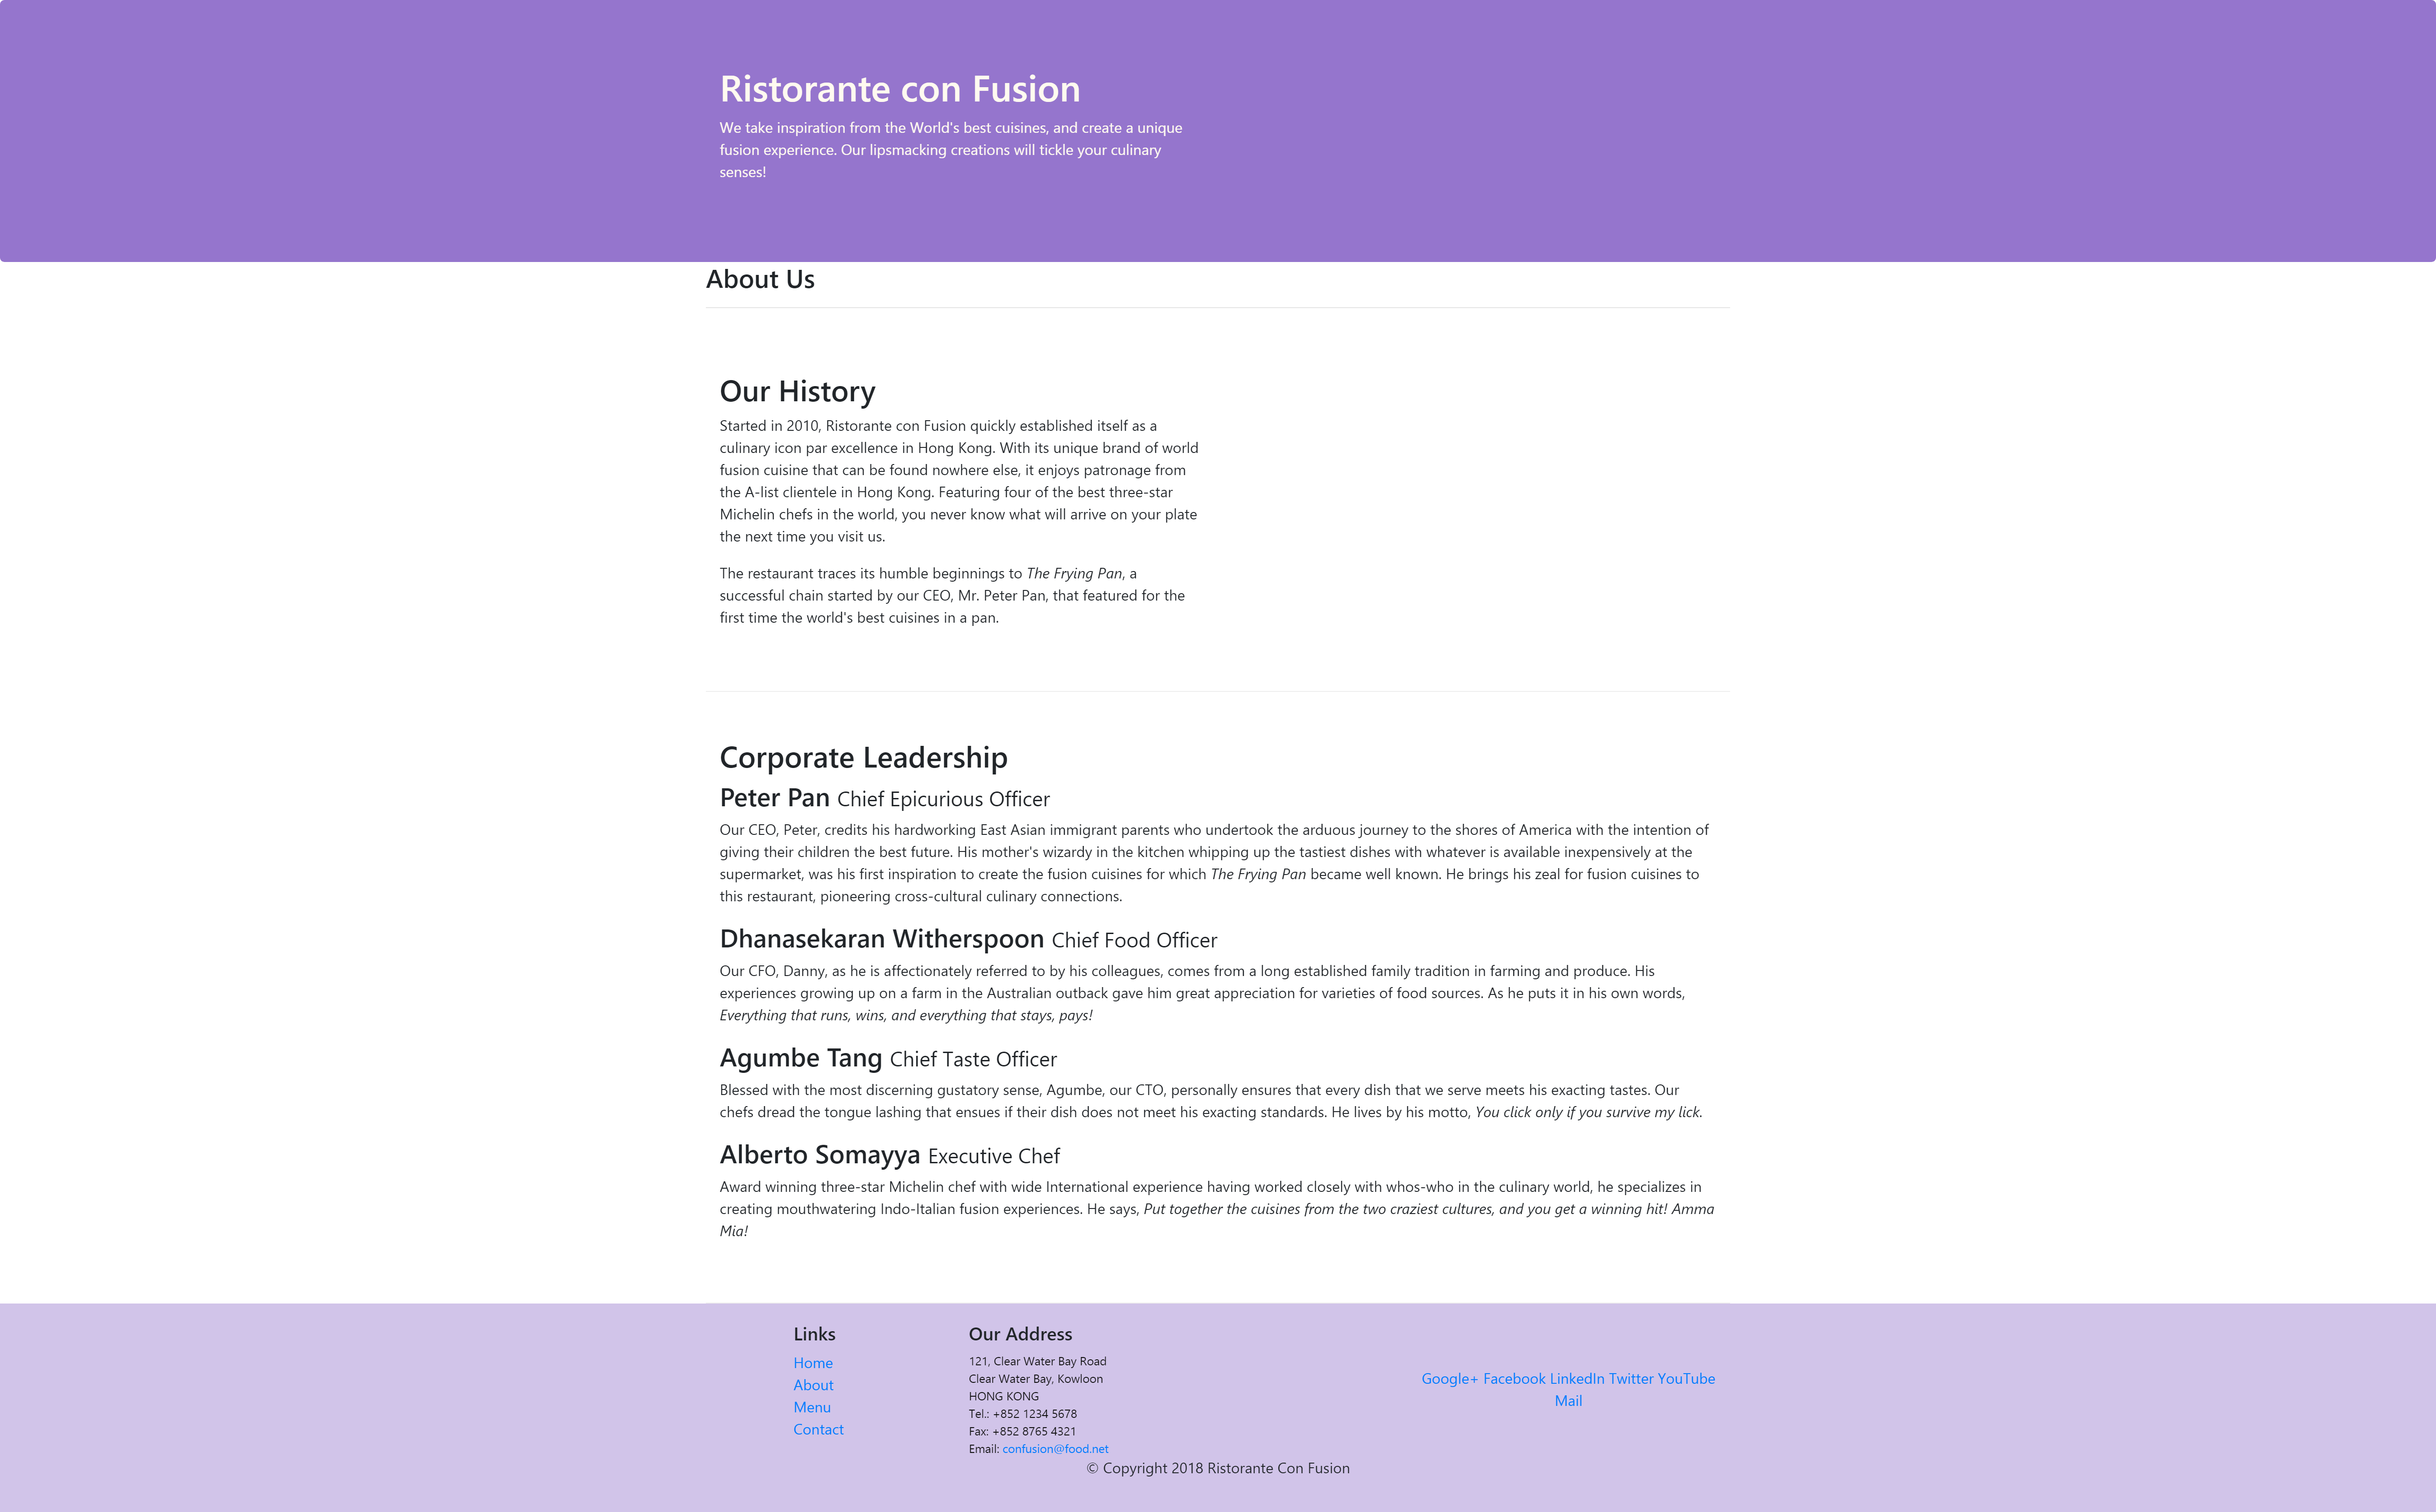 Ristorante con Fusion
We take inspiration from the World's best cuisines, and create a unique
fusion experience. Our lipsmacking creations will tickle your culinary
senses!
About Us
Our History
Started in 2010, Ristorante con Fusion quickly established itself as a
culinary icon par excellence in Hong Kong. With its unique brand of world
fusion cuisine that can be found nowhere else, it enjoys patronage from
the A-list clientele in Hong Kong. Featuring four of the best three-star
Michelin chefs in the world, you never know what will arrive on your plate
the next time you visit us.
The restaurant traces its humble beginnings to The Frying Pan, a
successful chain started by our CEO, Mr. Peter Pan, that featured for the
first time the world's best cuisines in a pan.
Corporate Leadership
Peter Pan Chief Epicurious Officer
Our CEO, Peter, credits his hardworking East Asian immigrant parents who undertook the arduous journey to the shores of America with the intention of
giving their children the best future. His mother's wizardy in the kitchen whipping up the tastiest dishes with whatever is available inexpensively at the
supermarket, was his first inspiration to create the fusion cuisines for which The Frying Pan became well known. He brings his zeal for fusion cuisines to
this restaurant, pioneering cross-cultural culinary connections.
Dhanasekaran Witherspoon Chief Food Officer
Our CFO, Danny, as he is affectionately referred to by his colleagues, comes from a long established family tradition in farming and produce. His
experiences growing up on a farm in the Australian outback gave him great appreciation for varieties of food sources. As he puts it in his own words,
Everything that runs, wins, and everything that stays, pays!
Agumbe Tang Chief Taste Officer
Blessed with the most discerning gustatory sense, Agumbe, our CTO, personally ensures that every dish that we serve meets his exacting tastes. Our
chefs dread the tongue lashing that ensues if their dish does not meet his exacting standards. He lives by his motto, You click only if you survive my lick.
Alberto Somayya Executive Chef
Award winning three-star Michelin chef with wide International experience having worked closely with whos-who in the culinary world, he specializes in
creating mouthwatering Indo-Italian fusion experiences. He says, Put together the cuisines from the two craziest cultures, and you get a winning hit! Amma
Mia!
Links
Home
About
Menu
Contact
Our Address
121, Clear Water Bay Road
Clear Water Bay, Kowloon
HONG KONG
Tel.: +852 1234 5678
Fax: +852 8765 4321
Email: confusion@food.net
Google+ Facebook LinkedIn Twitter YouTube
Mail
© Copyright 2018 Ristorante Con Fusion